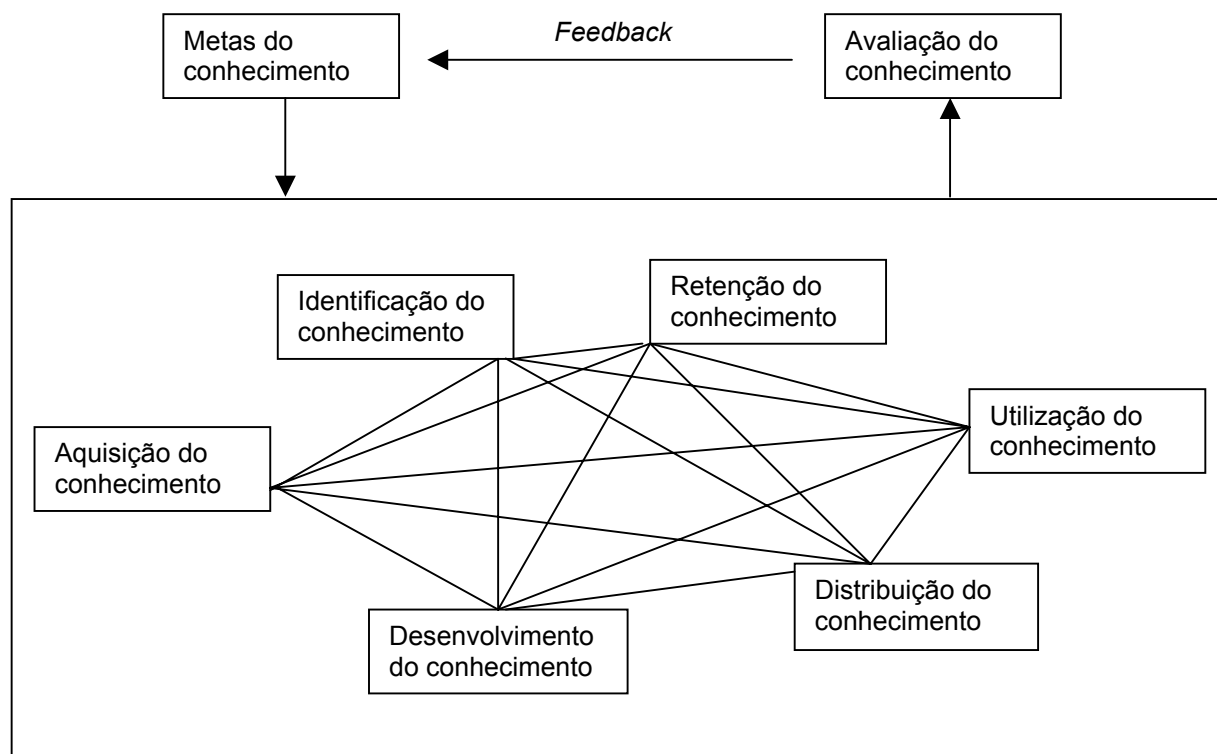 Metas do
conhecimento
Feedback
Avaliação do
conhecimento
Identificação do
conhecimento
Retenção do
conhecimento
Utilização do
conhecimento
Aquisição do
conhecimento
Distribuição do
conhecimento
Desenvolvimento
do conhecimento